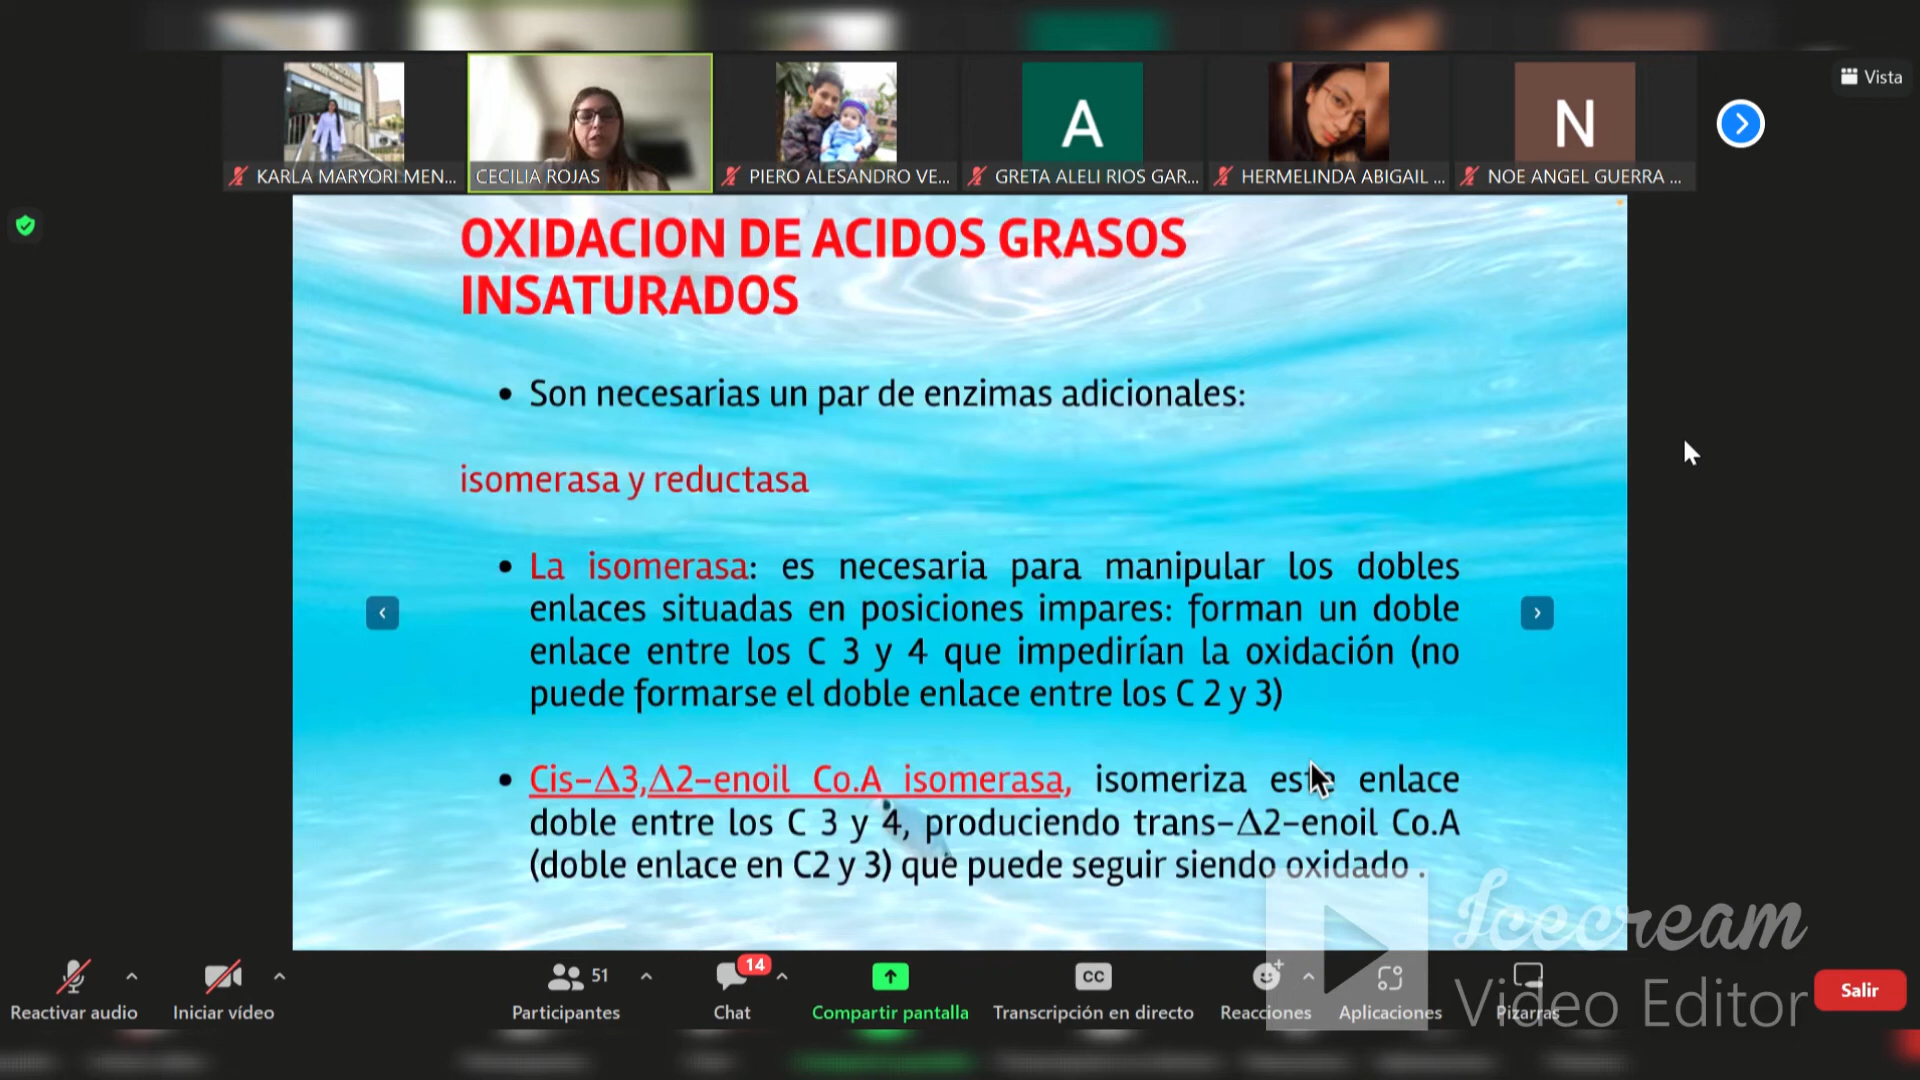 Vista
A
N
KARLA MARYORI MEN...
CECILIA ROJAS
PIERO ALESANDRO VE...
GRETA ALELI RIOS GAR...
HERMELINDA ABIGAIL ...
NOE ANGEL GUERRA ...
OXIDACION DE ACIDOS GRASOS
INSATURADOS
• Son necesarias un par de enzimas adicionales:
isomerasa y reductasa
• La isomerasa: es necesaria para manipular los dobles
enlaces situadas en posiciones impares: forman un doble
enlace entre los C 3 y 4 que impedirían la oxidación (no
puede formarse el doble enlace entre los C 2 y 3)
• Cis-Δ3,Δ2-enoil Co.A isomerasa, isomeriza este enlace
doble entre los C 3 y 4, produciendo trans-Δ2-enoil Co.A
(doble enlace en C2 y 3) que puede seguir siendo oxidado .
Icecream
Video Editor
51
14
CC
Reactivar audio
Iniciar vídeo
Participantes
Chat
Compartir pantalla
Transcripción en directo
Reacciones
Aplicaciones
Pizarras
Salir